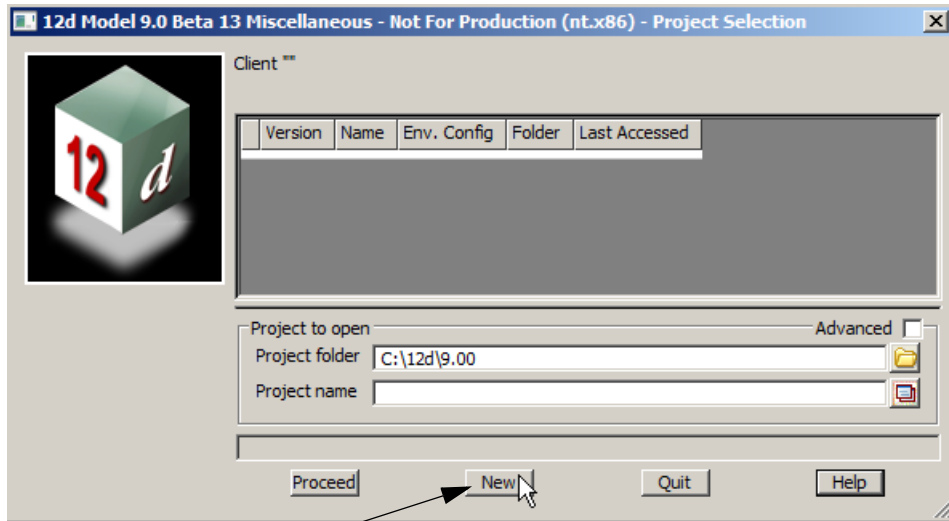 12d Model 9.0 Beta 13 Miscellaneous - Not For Production (nt.x86) - Project Selection
12 d
Client ""
Version Name Env. Config Folder Last Accessed
Project to open Advanced
Project folder C:\12d\9.00
Project name
Proceed New Quit Help